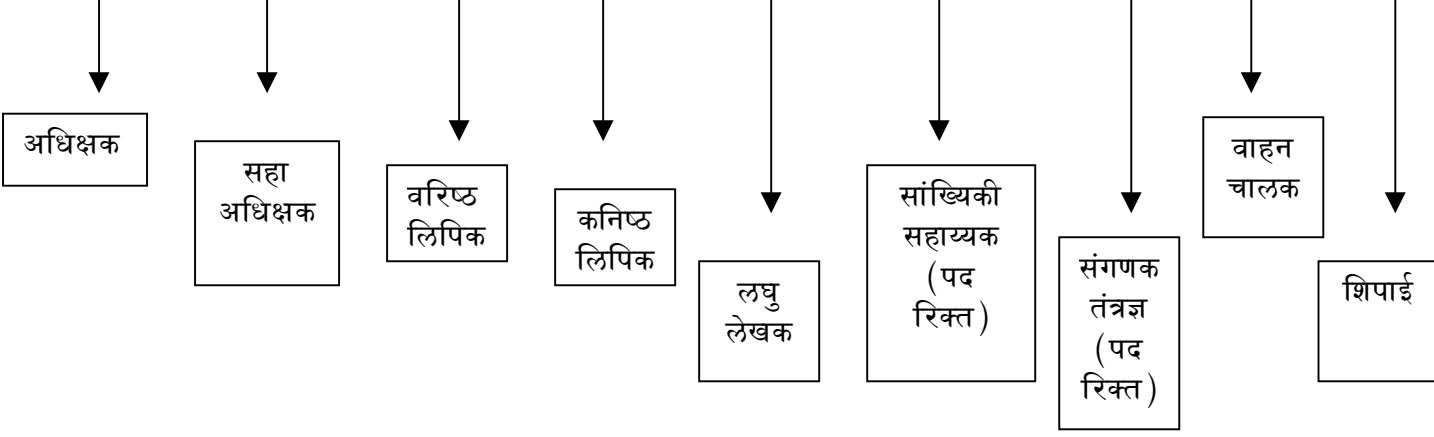 अधिक्षक
सहा
अधिक्षक
वरिष्ठ
लिपिक
कनिष्ठ
लिपिक
लघु
लेखक
सांख्यिकी
सहाय्यक
(पद
रिक्त)
संगणक
तंत्रज्ञ
(पद
रिक्त)
वाहन
चालक
शिपाई